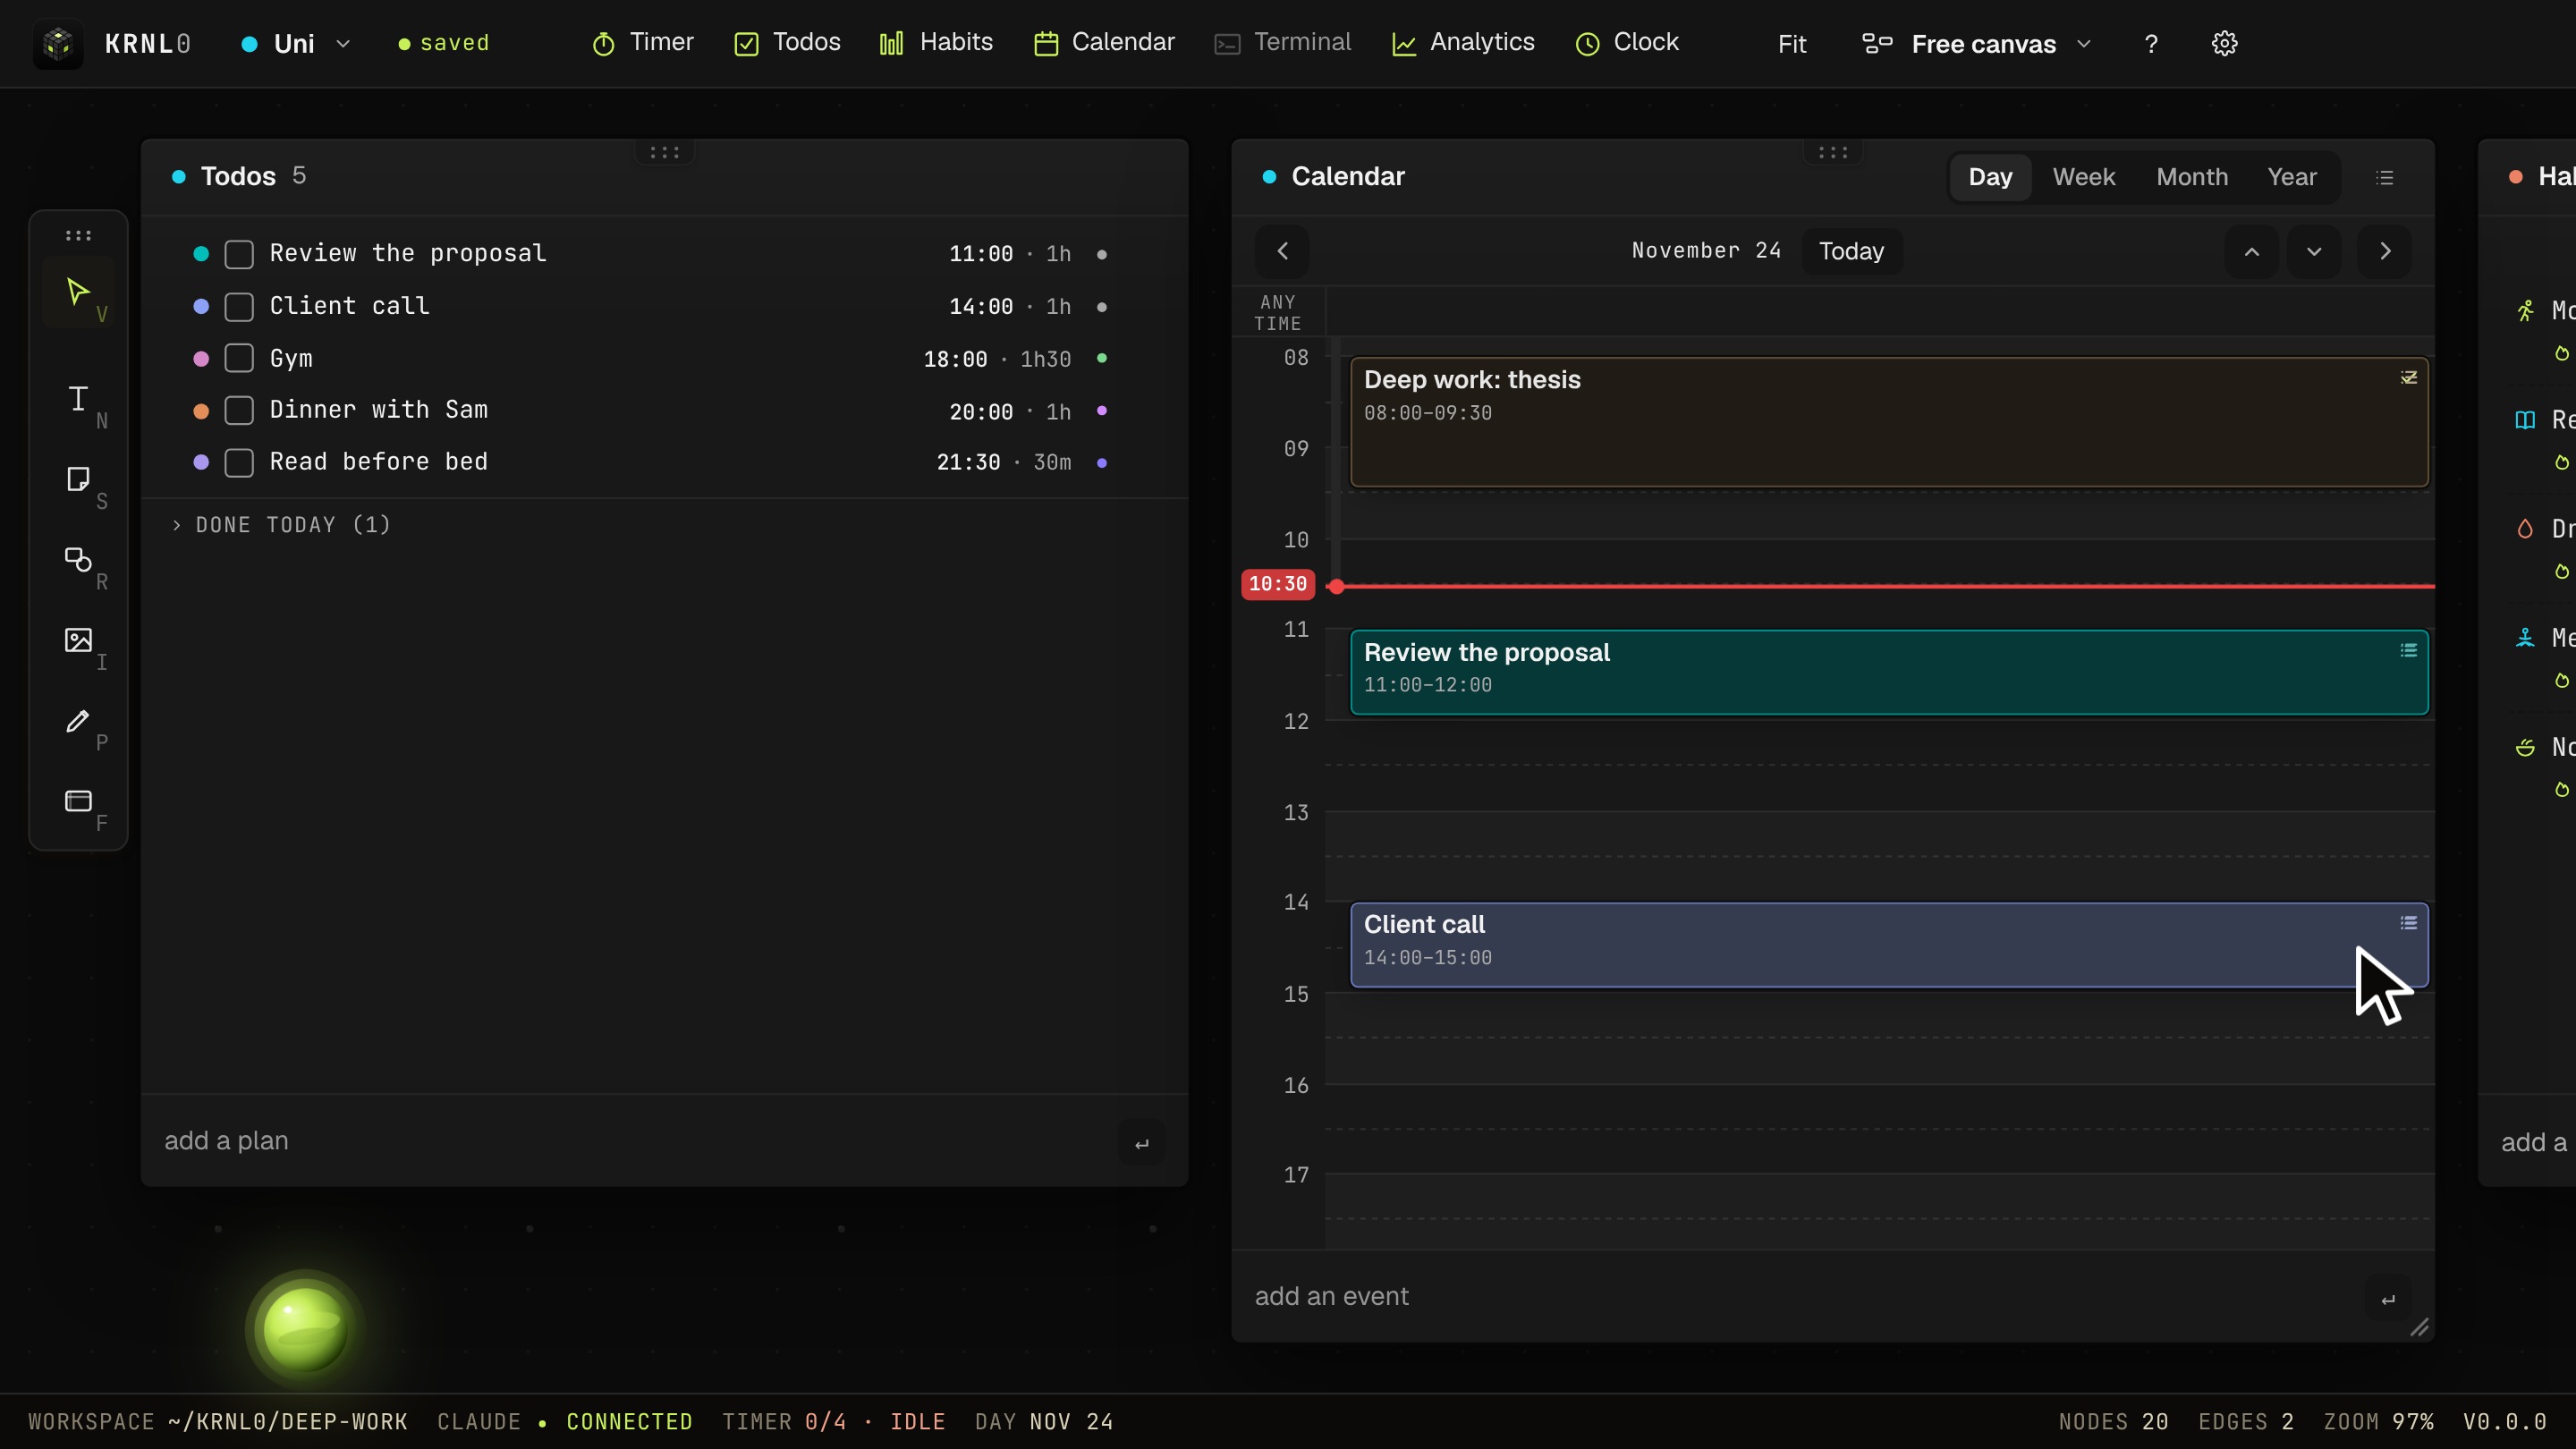 KRNL0 Uni saved Timer Todos Habits Calendar Terminal Analytics Clock Fit Free canvas ?
Todos 5
Review the proposal 11:00 · 1h
Client call 14:00 · 1h
Gym 18:00 · 1h30
Dinner with Sam 20:00 · 1h
Read before bed 21:30 · 30m
DONE TODAY (1)
add a plan
V
N
S
R
I
P
F
Calendar Day Week Month Year
November 24 Today
ANY
TIME
08
Deep work: thesis
08:00–09:30
09
10
10:30
11
Review the proposal
11:00–12:00
12
13
14
Client call
14:00–15:00
15
16
17
add an event
add a
WORKSPACE ~/KRNL0/DEEP-WORK CLAUDE • CONNECTED TIMER 0/4 · IDLE DAY NOV 24 NODES 20 EDGES 2 ZOOM 97% V0.0.0